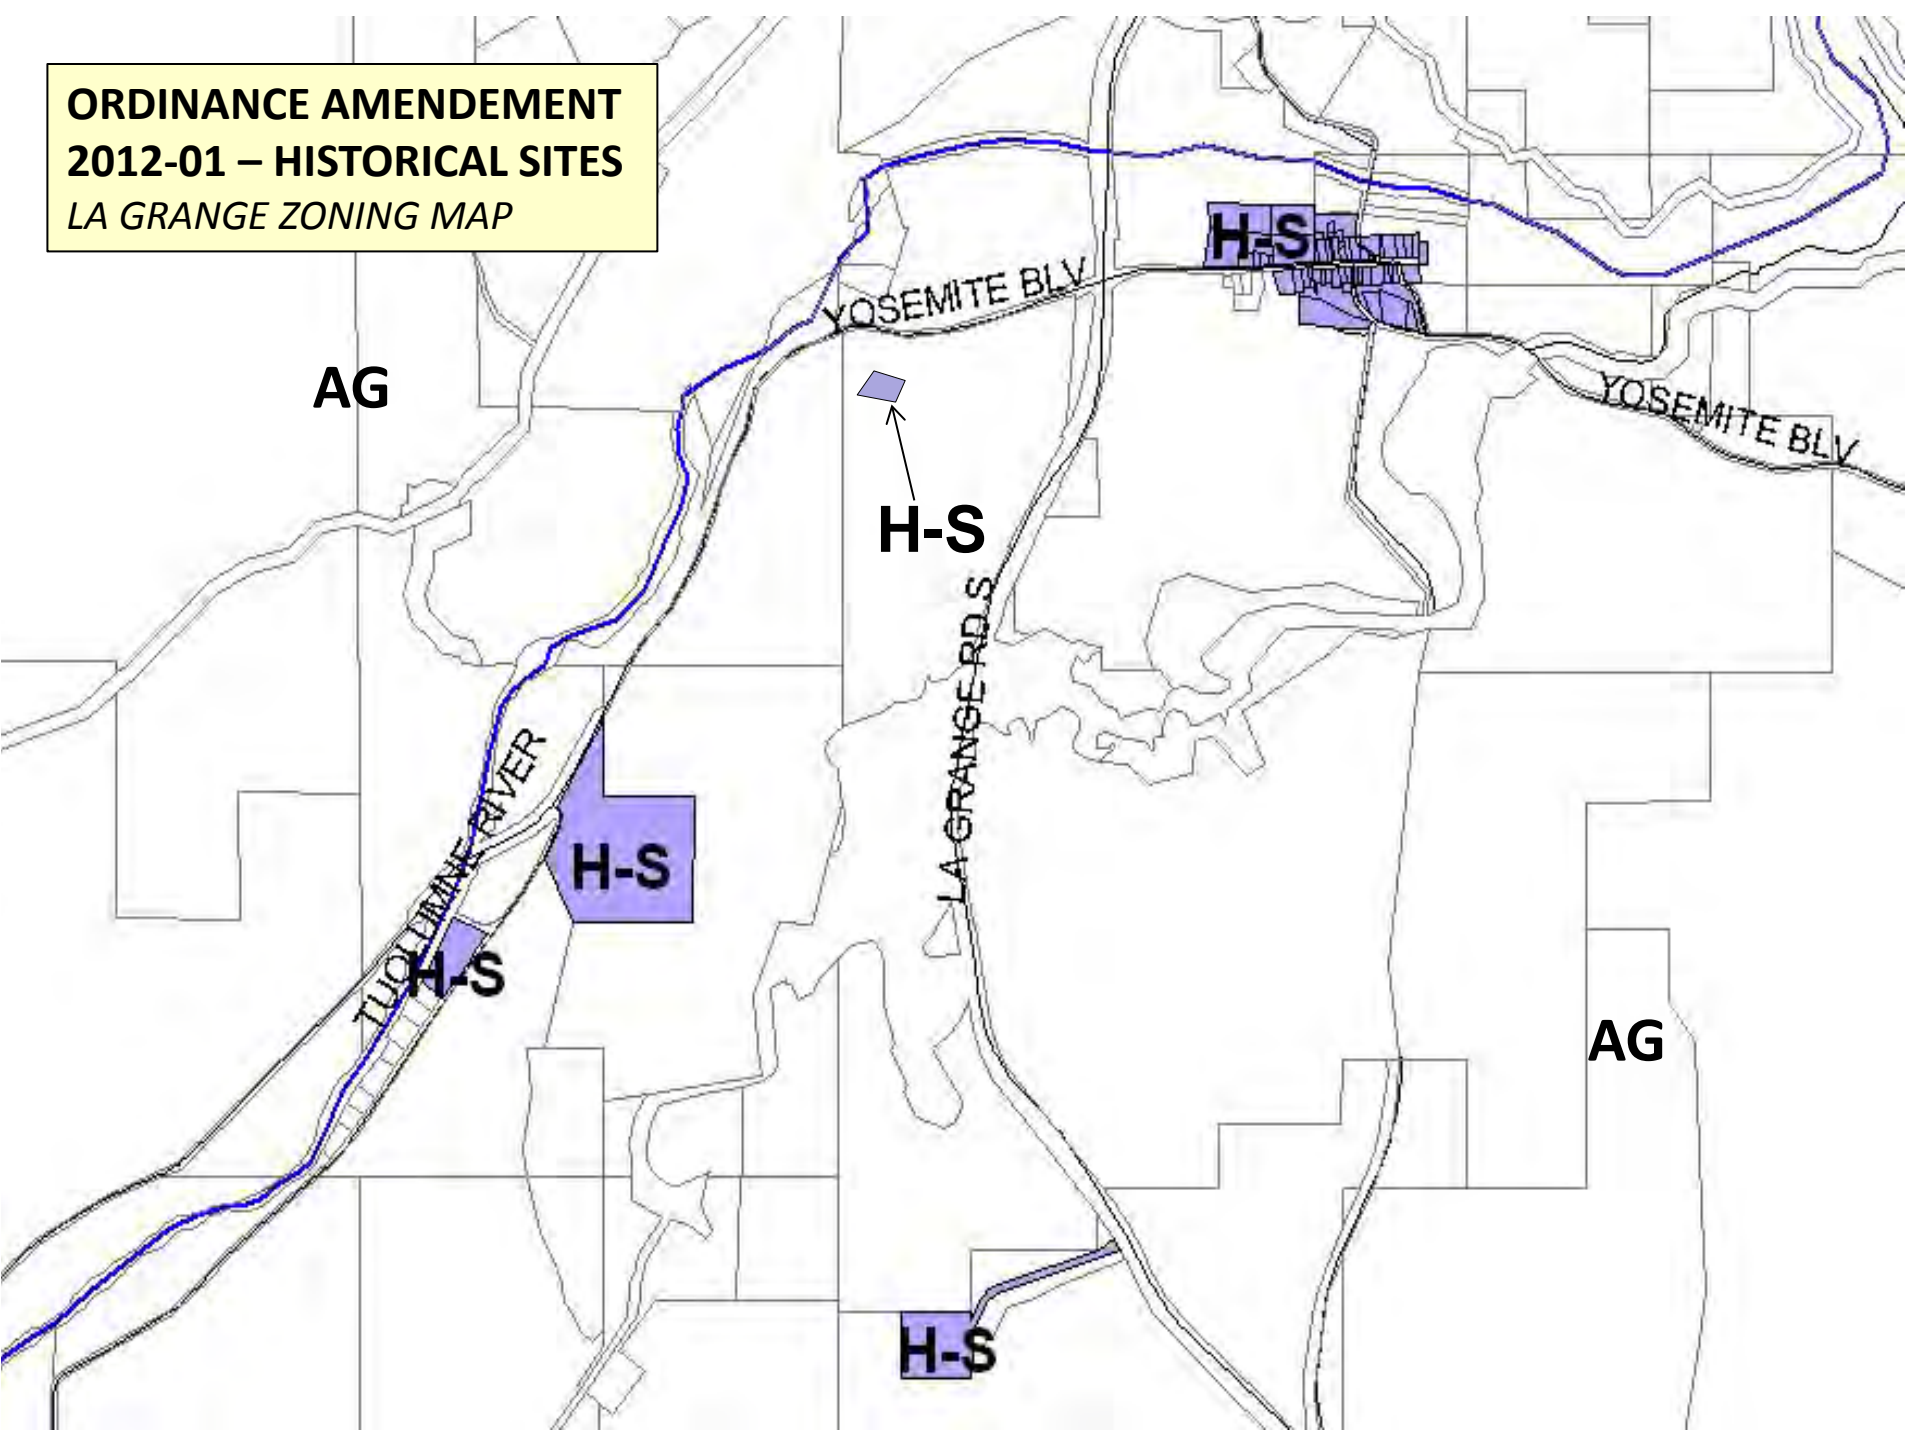 ORDINANCE AMENDEMENT
2012-01 – HISTORICAL SITES
LA GRANGE ZONING MAP
H-S
YOSEMITE BLV
AG
YOSEMITE BLV
H-S
LA GRANGE RD S
TUOLUMNE RIVER
H-S
H-S
AG
H-S